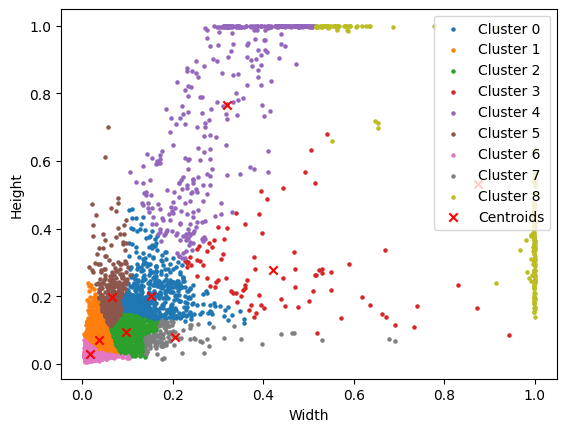 Cluster 0
Cluster 1
Cluster 2
Cluster 3
Cluster 4
Cluster 5
Cluster 6
Cluster 7
Cluster 8
Centroids
Height
1.0
0.8
0.6
0.4
0.2
0.0
0.0 0.2 0.4 0.6 0.8 1.0
Width